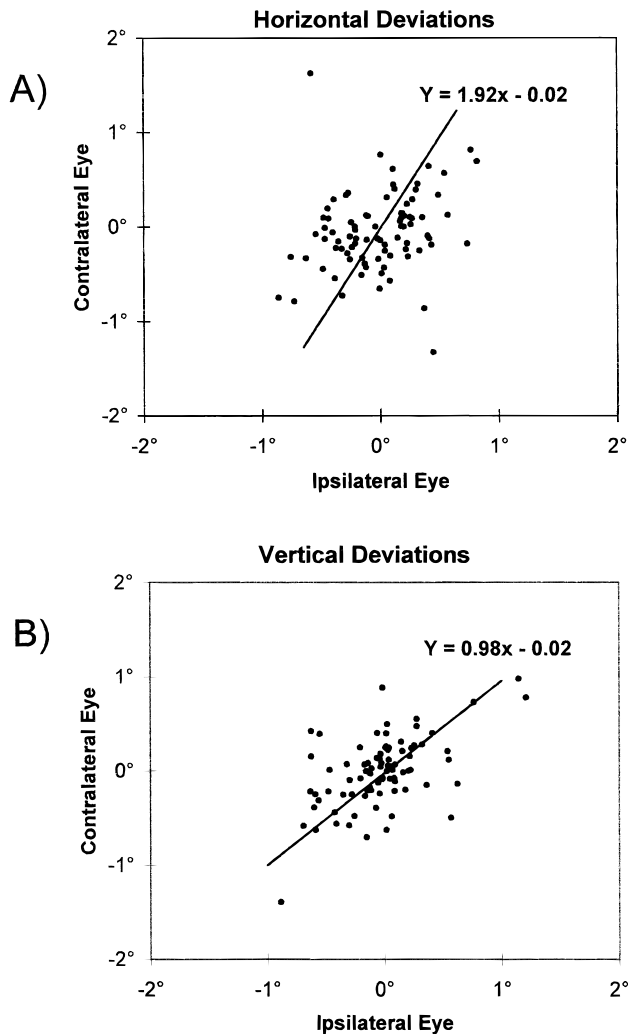 Horizontal Deviations
A)
2°
Y = 1.92x - 0.02
1°
Contralateral Eye
0°
-1°
-2°
-2° -1° 0° 1° 2°
Ipsilateral Eye
Vertical Deviations
B)
2°
Y = 0.98x - 0.02
1°
Contralateral Eye
0°
-1°
-2°
-2° -1° 0° 1° 2°
Ipsilateral Eye